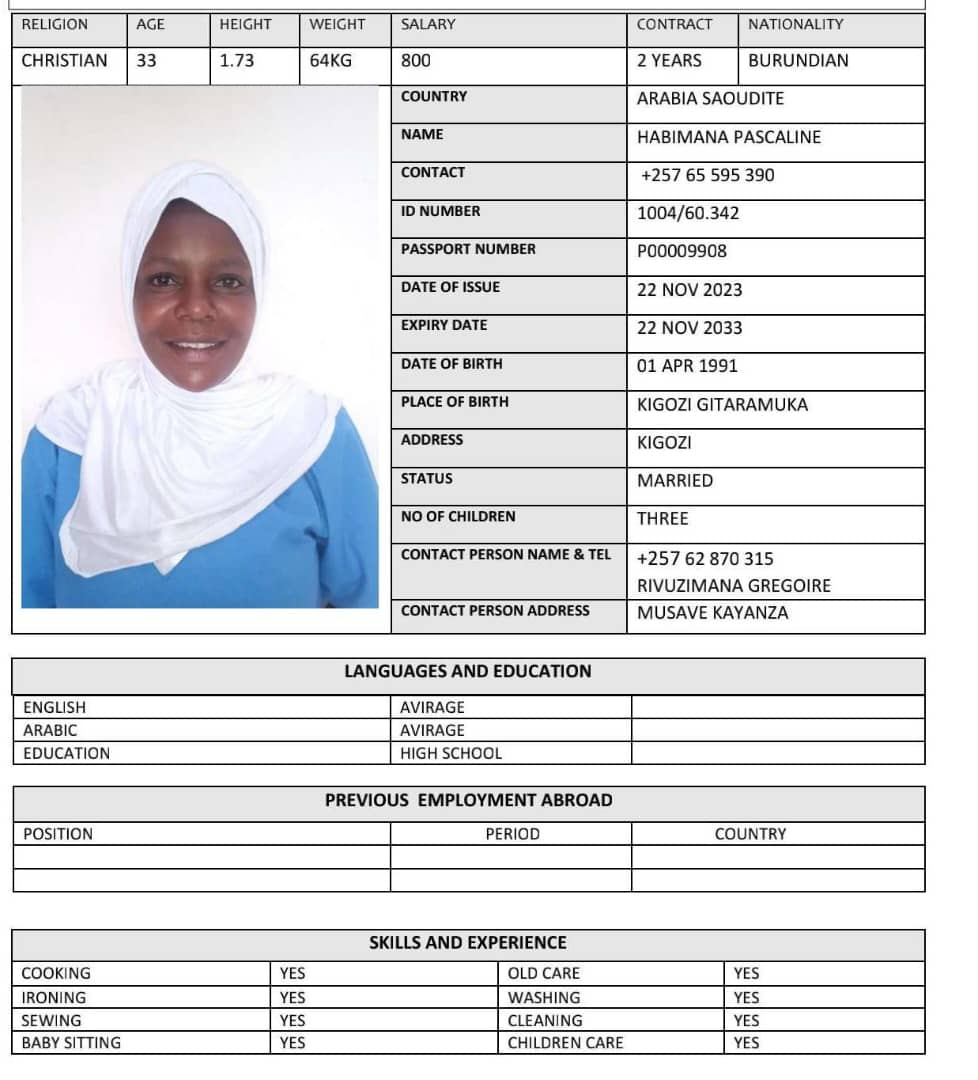 RELIGION AGE HEIGHT WEIGHT SALARY CONTRACT NATIONALITY
CHRISTIAN 33 1.73 64KG 800 2 YEARS BURUNDIAN
COUNTRY ARABIA SAOUDITE
NAME HABIMANA PASCALINE
CONTACT +257 65 595 390
ID NUMBER 1004/60.342
PASSPORT NUMBER P00009908
DATE OF ISSUE 22 NOV 2023
EXPIRY DATE 22 NOV 2033
DATE OF BIRTH 01 APR 1991
PLACE OF BIRTH KIGOZI GITARAMUKA
ADDRESS KIGOZI
STATUS MARRIED
NO OF CHILDREN THREE
CONTACT PERSON NAME & TEL +257 62 870 315
RIVUZIMANA GREGOIRE
CONTACT PERSON ADDRESS MUSAVE KAYANZA
LANGUAGES AND EDUCATION
ENGLISH AVIRAGE
ARABIC AVIRAGE
EDUCATION HIGH SCHOOL
PREVIOUS EMPLOYMENT ABROAD
POSITION PERIOD COUNTRY
SKILLS AND EXPERIENCE
COOKING YES OLD CARE YES
IRONING YES WASHING YES
SEWING YES CLEANING YES
BABY SITTING YES CHILDREN CARE YES